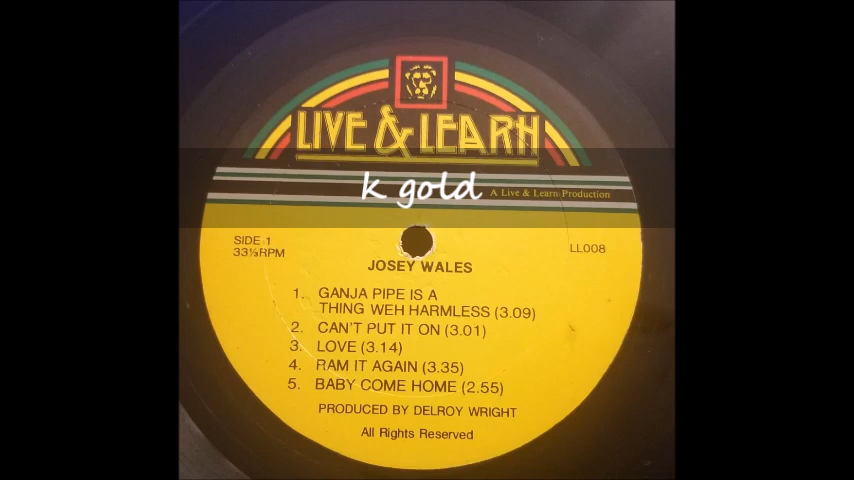 LIVE & LEARN
k gold
A Live & Learn Production
SIDE 1
33⅓RPM
LL008
JOSEY WALES
1. GANJA PIPE IS A
THING WEH HARMLESS (3.09)
2. CAN'T PUT IT ON (3.01)
3. LOVE (3.14)
4. RAM IT AGAIN (3.35)
5. BABY COME HOME (2.55)
PRODUCED BY DELROY WRIGHT
All Rights Reserved